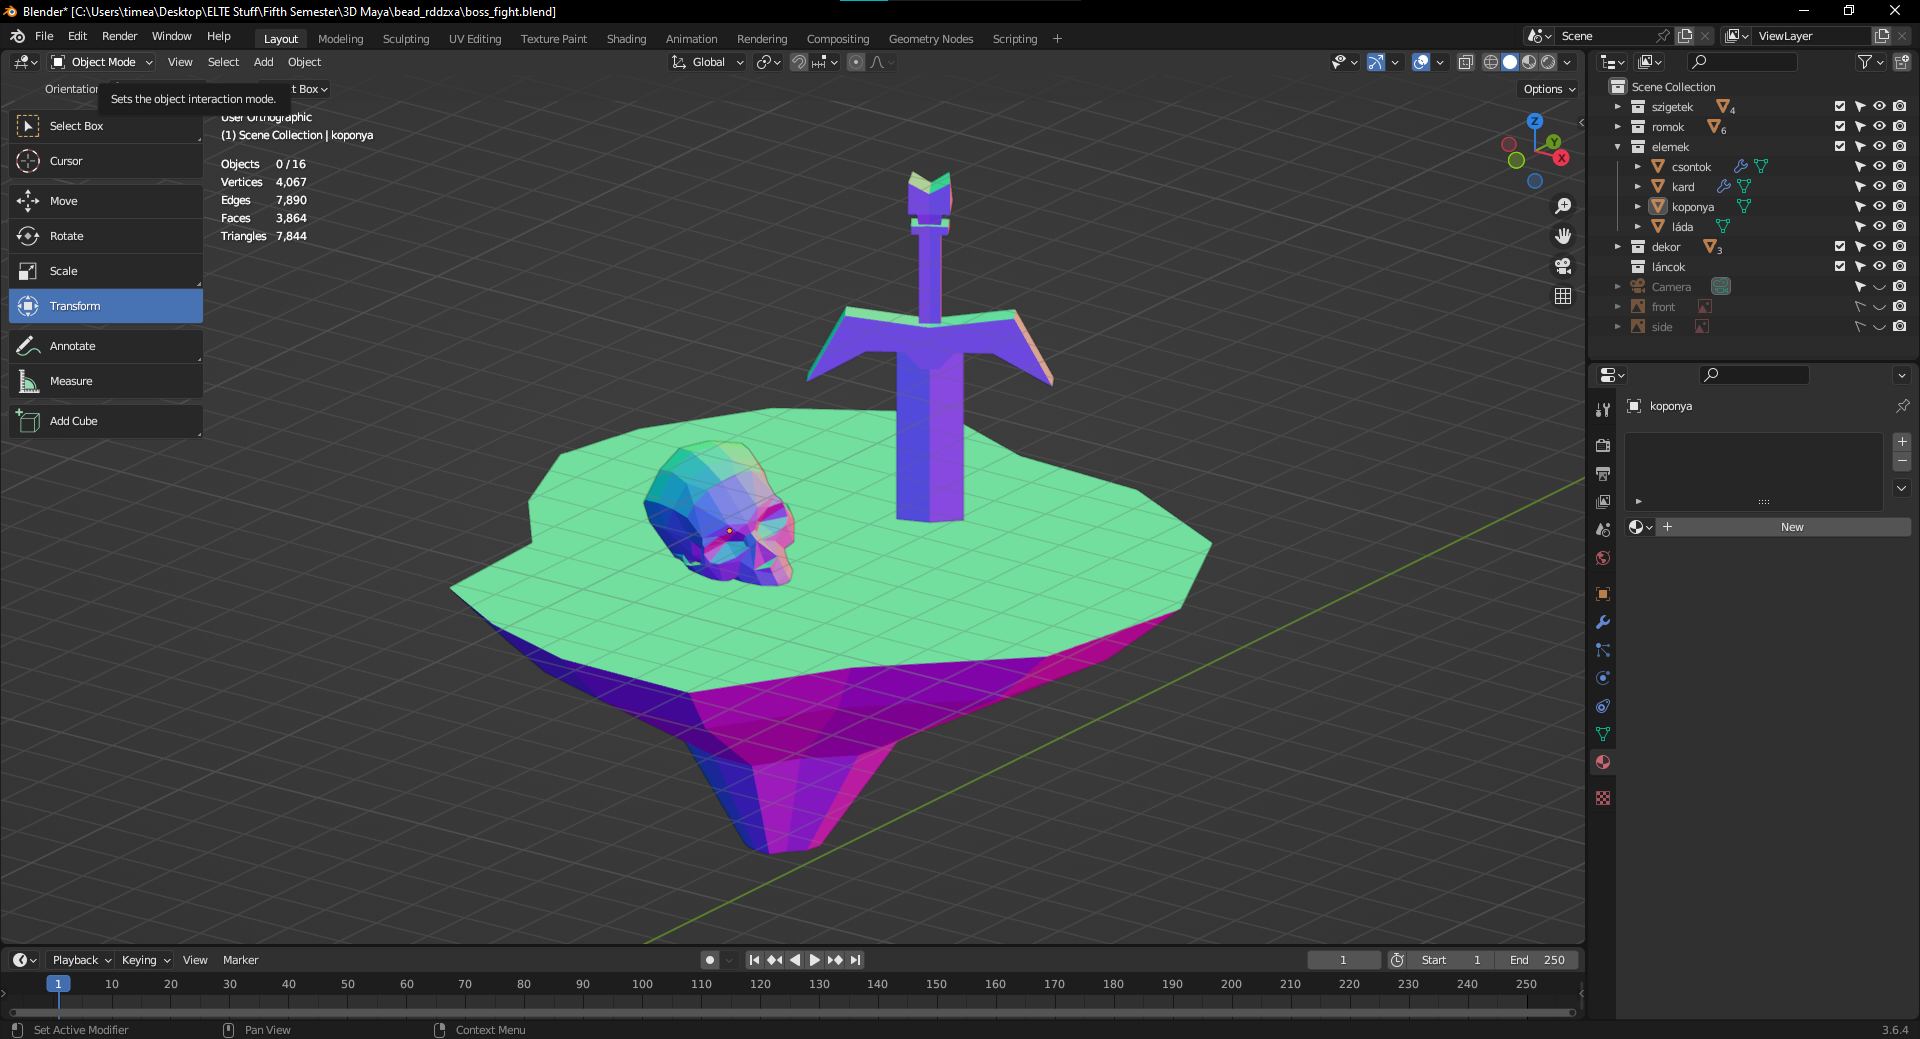 Blender* [C:\Users\timea\Desktop\ELTE Stuff\Fifth Semester\3D Maya\bead_rddzxa\boss_fight.blend]
File Edit Render Window Help Layout Modeling Sculpting UV Editing Texture Paint Shading Animation Rendering Compositing Geometry Nodes Scripting + Scene ViewLayer
Object Mode View Select Add Object Global
Orientation ct Box Options
Sets the object interaction mode.
Select Box
Cursor
Move
Rotate
Scale
Transform
Annotate
Measure
Add Cube
User Orthographic
(1) Scene Collection | koponya
Objects 0 / 16
Vertices 4,067
Edges 7,890
Faces 3,864
Triangles 7,844
Z
Y
X
Scene Collection
szigetek 4
romok 6
elemek
csontok
kard
koponya
láda
dekor 3
láncok
Camera
front
side
koponya
New
Playback Keying View Marker 1 Start 1 End 250
1 10 20 30 40 50 60 70 80 90 100 110 120 130 140 150 160 170 180 190 200 210 220 230 240 250
Set Active Modifier Pan View Context Menu 3.6.4